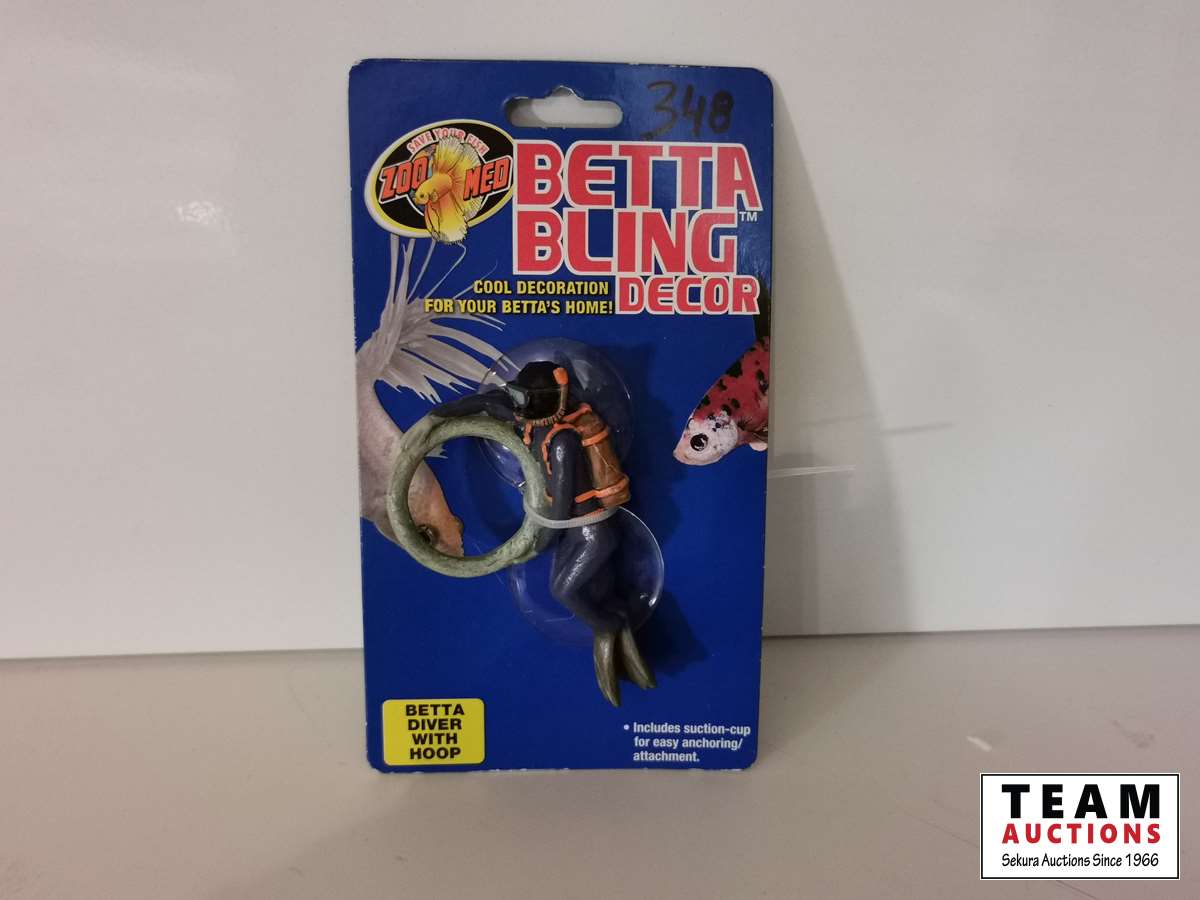 348
SAVE YOUR FISH
ZOO MED
BETTA
BLING™
DECOR
COOL DECORATION
FOR YOUR BETTA'S HOME!
BETTA
DIVER
WITH
HOOP
• Includes suction-cup
for easy anchoring/
attachment.
TEAM
AUCTIONS
Sekura Auctions Since 1966